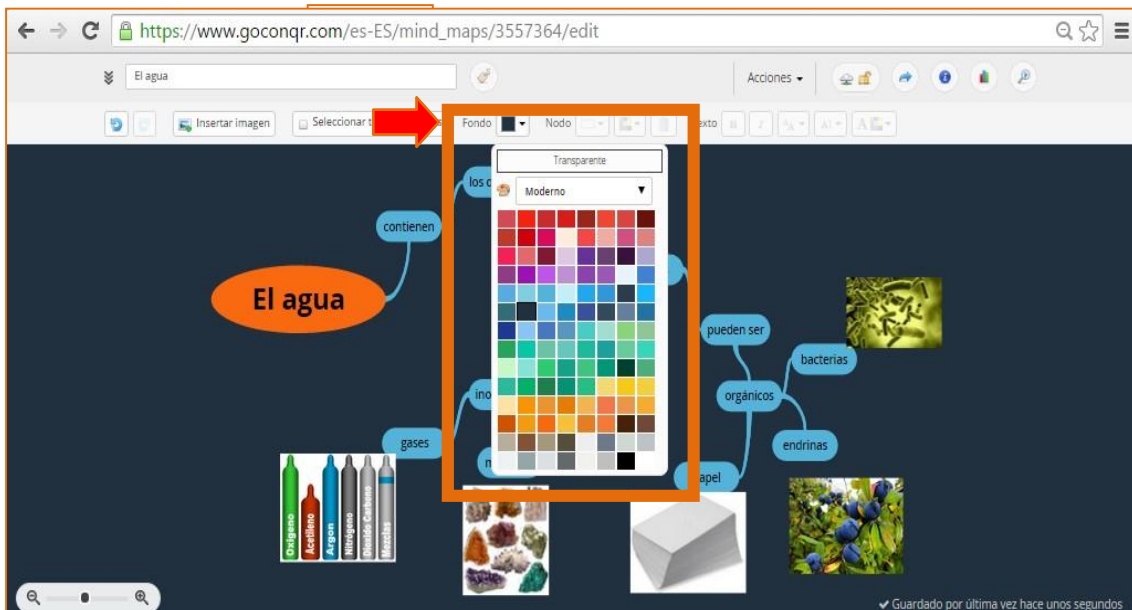 https://www.goconqr.com/es-ES/mind_maps/3557364/edit
El agua
Acciones
Insertar imagen
Seleccionar t
Fondo
Nodo
exto
Transparente
Moderno
los c
contienen
El agua
pueden ser
bacterias
orgánicos
ino
gases
endrinas
m
apel
Oxigeno
Acetileno
Argon
Nitrógeno
Dioxido Carbono
Mezclas
✓ Guardado por última vez hace unos segundos